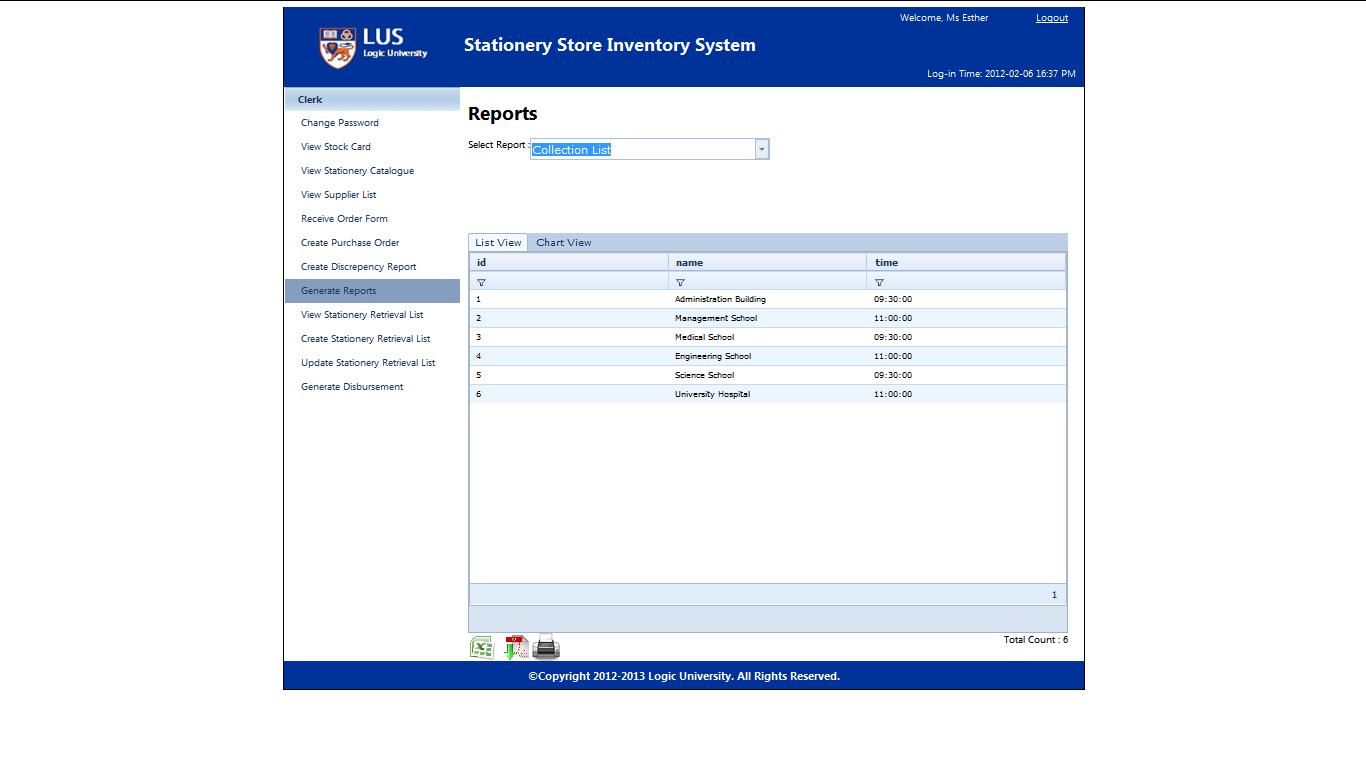 Welcome, Ms Esther Logout
LUS
Logic University
Stationery Store Inventory System
Log-in Time: 2012-02-06 16:37 PM
Clerk
Change Password
View Stock Card
View Stationery Catalogue
View Supplier List
Receive Order Form
Create Purchase Order
Create Discrepency Report
Generate Reports
View Stationery Retrieval List
Create Stationery Retrieval List
Update Stationery Retrieval List
Generate Disbursement
Reports
Select Report : Collection List
List View Chart View
id name time
1 Administration Building 09:30:00
2 Management School 11:00:00
3 Medical School 09:30:00
4 Engineering School 11:00:00
5 Science School 09:30:00
6 University Hospital 11:00:00
1
Total Count : 6
©Copyright 2012-2013 Logic University. All Rights Reserved.